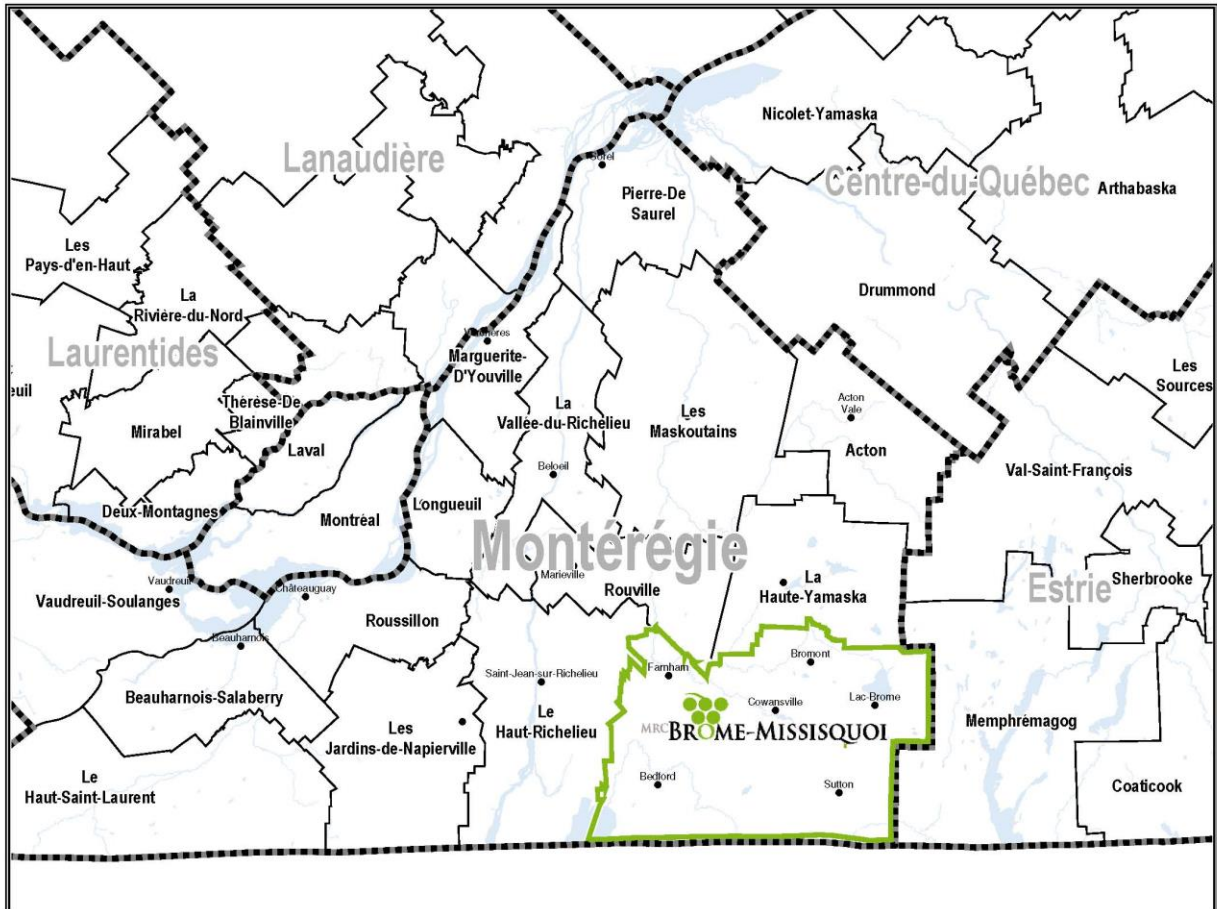 Nicolet-Yamaska
Lanaudière
Sorel
Centre-du-Québec
Arthabaska
Pierre-De
Saurel
Les
Pays-d'en-Haut
La
Rivière-du-Nord
Drummond
Laurentides
Marguerite-
D'Youville
Les
Sources
euil
Thérèse-De
Blainville
La
Vallée-du-Richelieu
Les
Maskoutains
Acton
Vale
Mirabel
Laval
Acton
Beloeil
Val-Saint-François
Deux-Montagnes
Montréal
Longueuil
Montérégie
Marieville
Rouville
La
Haute-Yamaska
Estrie
Sherbrooke
Vaudreuil
Vaudreuil-Soulanges
Châteauguay
Roussillon
Beauharnois
Farnham
Bromont
Saint-Jean-sur-Richelieu
Beauharnois-Salaberry
Cowansville
Lac-Brome
Le
Haut-Richelieu
Les
Jardins-de-Napierville
MRC BROME-MISSISQUOI
Memphrémagog
Le
Haut-Saint-Laurent
Bedford
Sutton
Coaticook